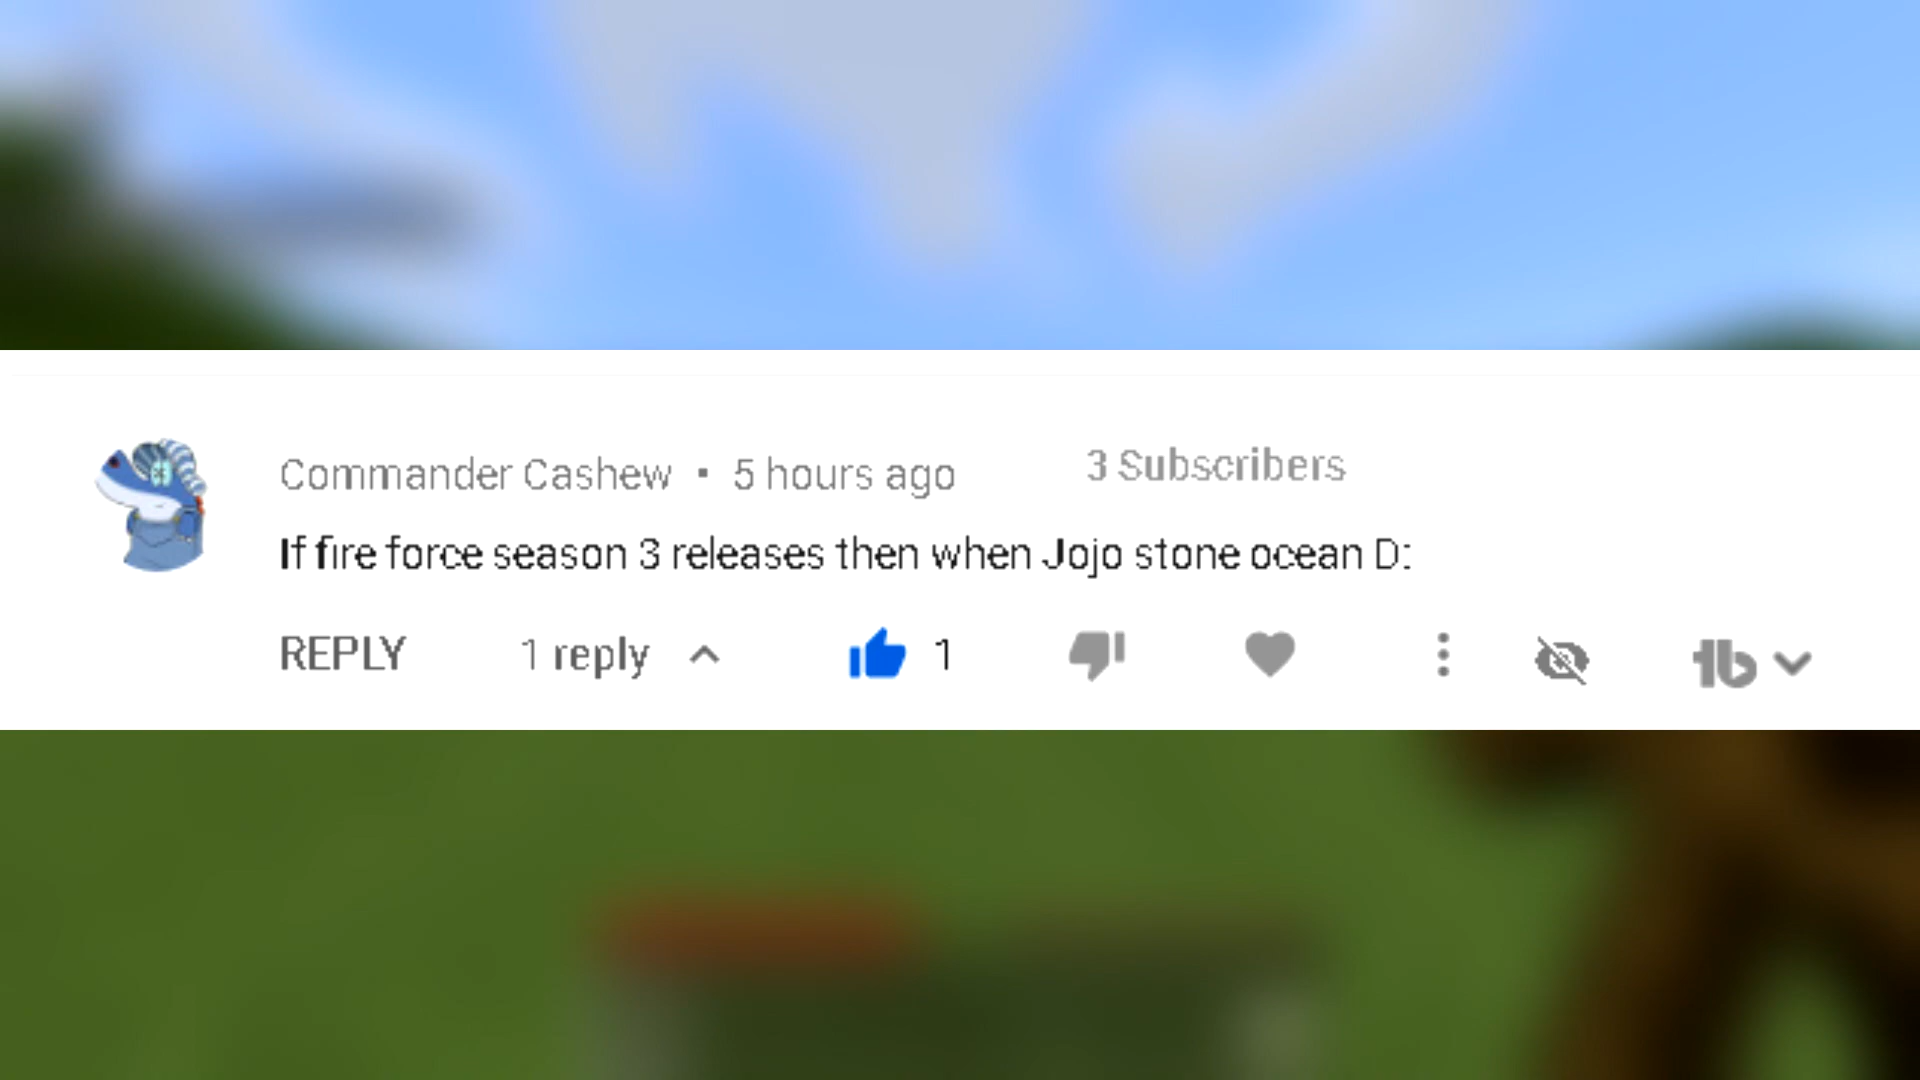 Commander Cashew • 5 hours ago 3 Subscribers
If fire force season 3 releases then when Jojo stone ocean D:
REPLY 1 reply 1 tb